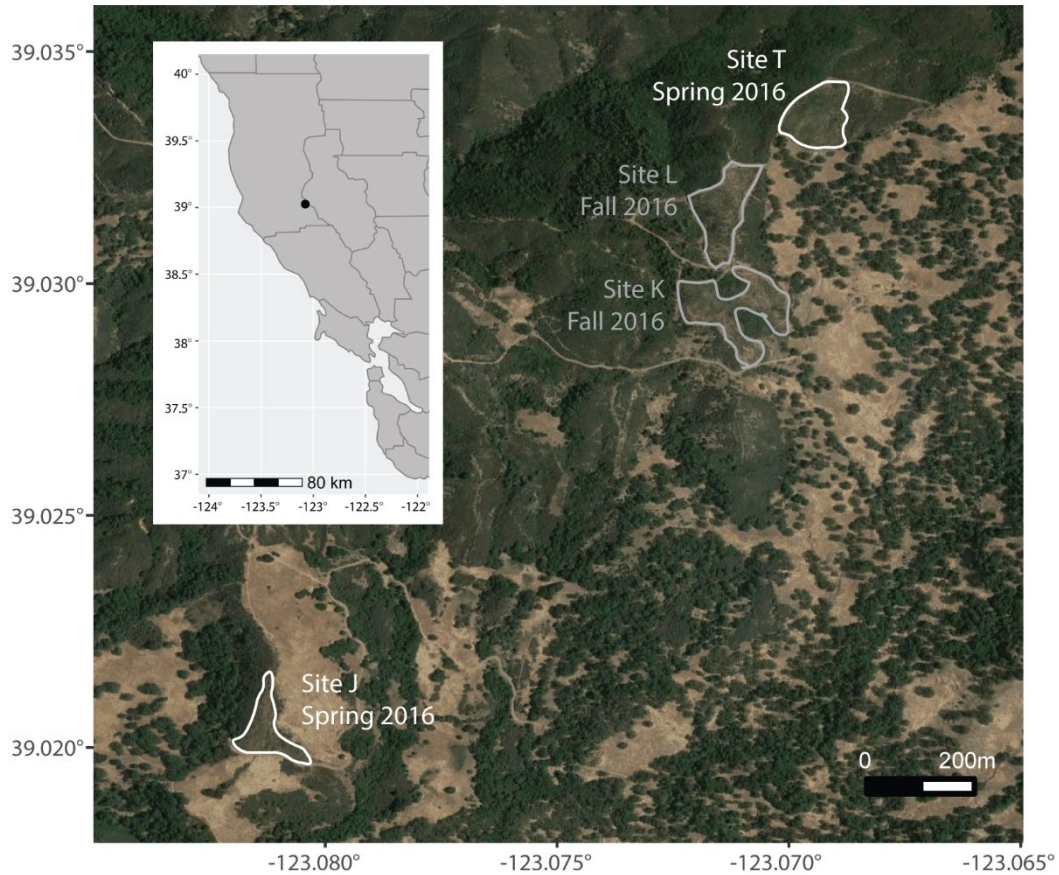 39.035°
39.030°
39.025°
39.020°
-123.080°
-123.075°
-123.070°
-123.065°
40°
39.5°
39°
38.5°
38°
37.5°
37°
80 km
-124°
-123.5°
-123°
-122.5°
-122°
Site T
Spring 2016
Site L
Fall 2016
Site K
Fall 2016
Site J
Spring 2016
0
200m